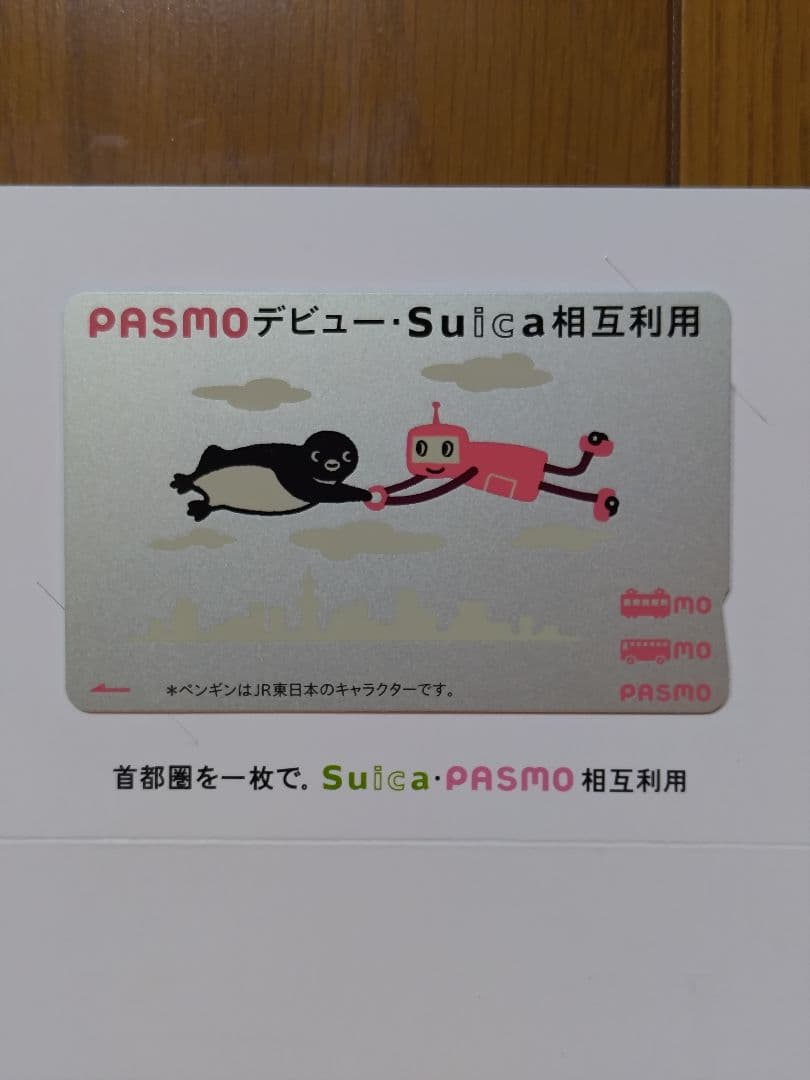 PASMOデビュー・Suica相互利用
mo
mo
PASMO
*ペンギンはJR東日本のキャラクターです。
首都圏を一枚で。Suica・PASMO相互利用